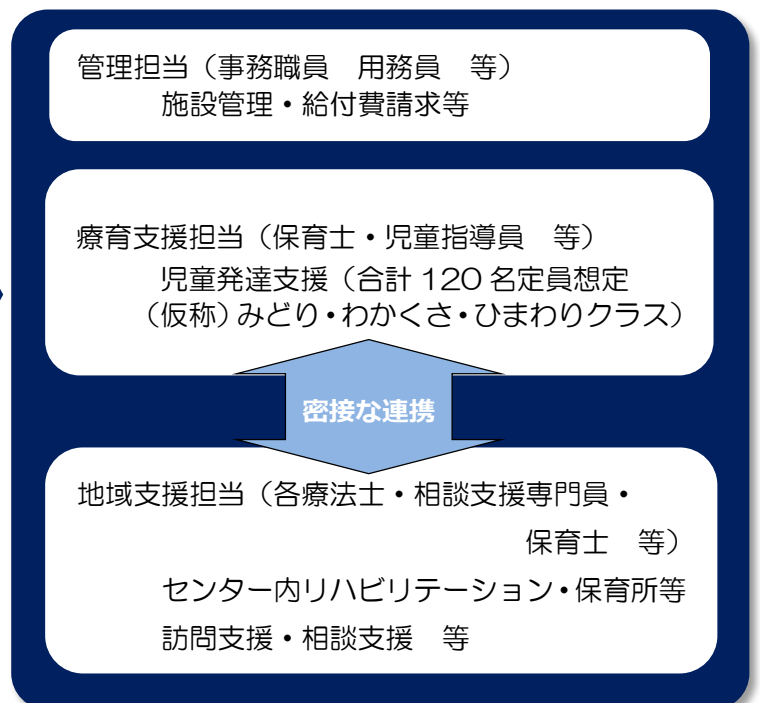 管理担当（事務職員　用務員　等）
施設管理・給付費請求等
療育支援担当（保育士・児童指導員　等）
児童発達支援（合計 120 名定員想定
（仮称）みどり・わかくさ・ひまわりクラス）
密接な連携
地域支援担当（各療法士・相談支援専門員・
保育士　等）
センター内リハビリテーション・保育所等
訪問支援・相談支援　等